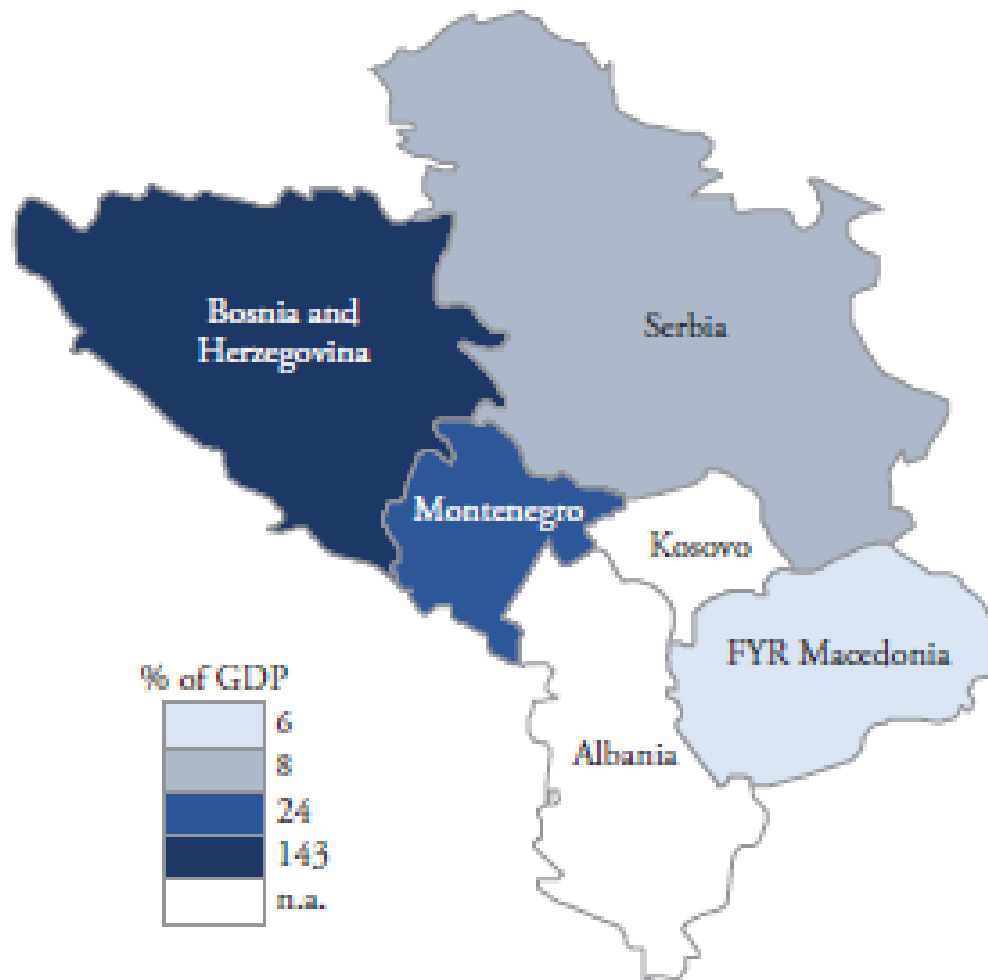 Bosnia and
Herzegovina
Serbia
Montenegro
Kosovo
FYR Macedonia
Albania
% of GDP
6
8
24
143
n.a.